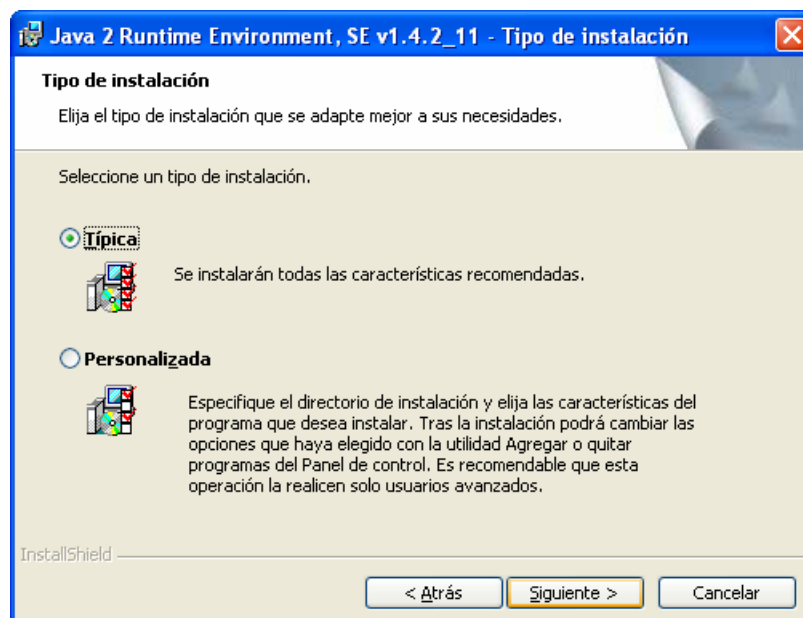 Java 2 Runtime Environment, SE v1.4.2_11 - Tipo de instalación
Tipo de instalación
Elija el tipo de instalación que se adapte mejor a sus necesidades.
Seleccione un tipo de instalación.
Típica
Se instalarán todas las características recomendadas.
Personalizada
Especifique el directorio de instalación y elija las características del
programa que desea instalar. Tras la instalación podrá cambiar las
opciones que haya elegido con la utilidad Agregar o quitar
programas del Panel de control. Es recomendable que esta
operación la realicen solo usuarios avanzados.
InstallShield
< Atrás Siguiente > Cancelar